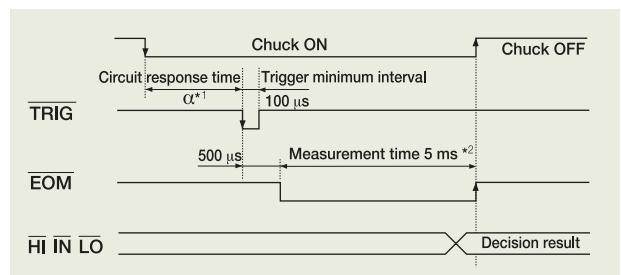 Chuck ON
Chuck OFF
Circuit response time
Trigger minimum interval
α*1
100 µs
TRIG
500 µs
Measurement time 5 ms *2
EOM
HI IN LO
Decision result